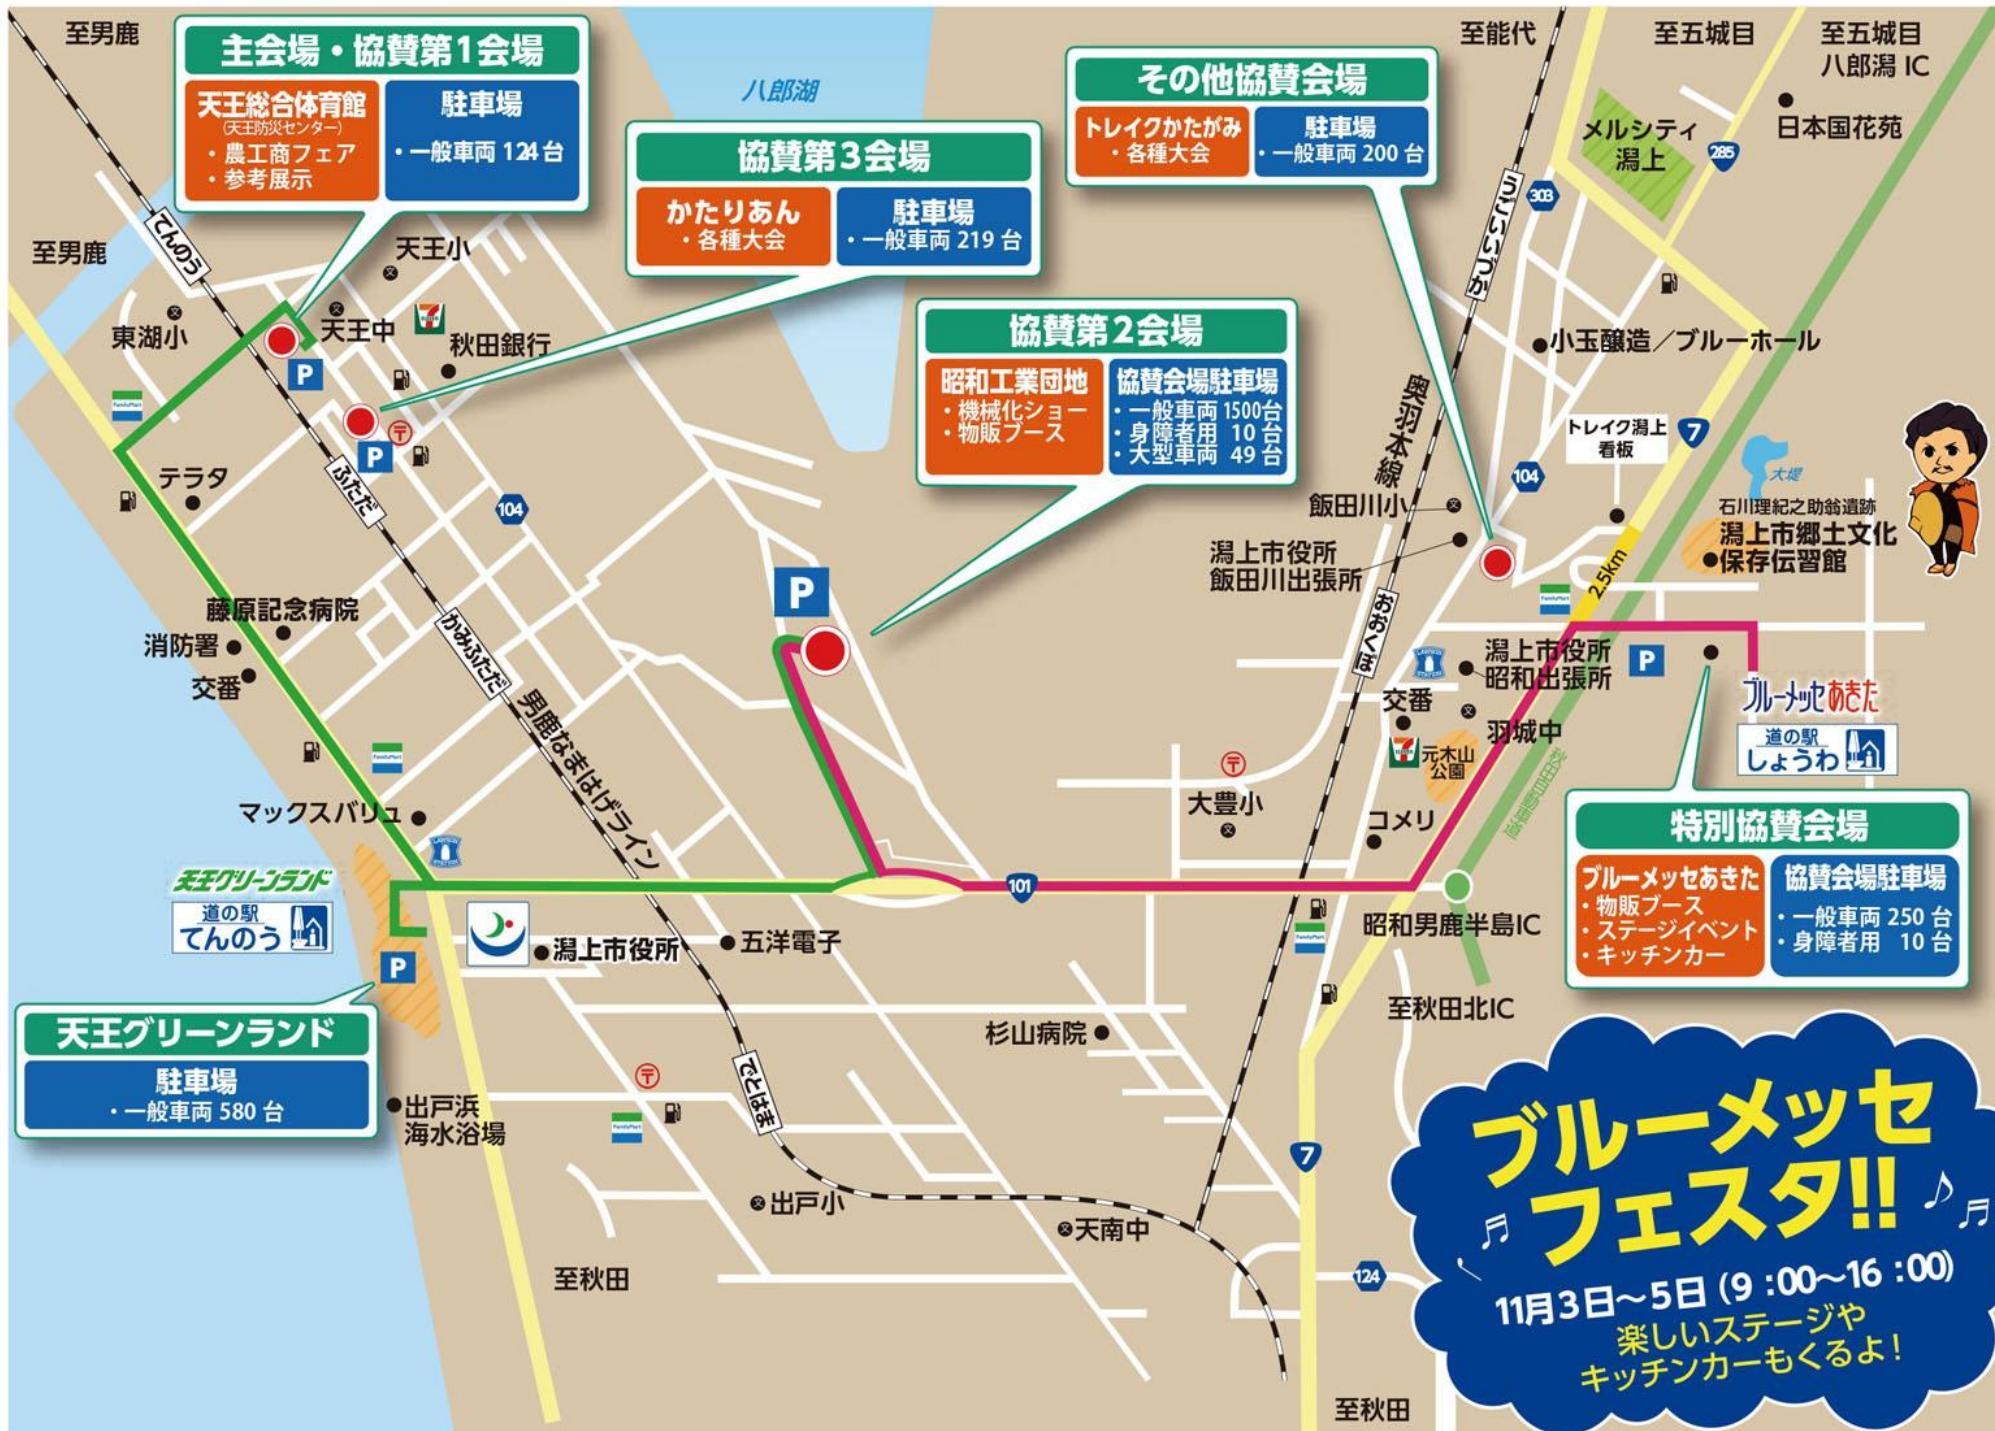 至男鹿
主会場・協賛第1会場
天王総合体育館
(天王防災センター)
・農工商フェア
・参考展示
駐車場
・一般車両 124 台
八郎湖
協賛第3会場
かたりあん
・各種大会
駐車場
・一般車両 219 台
その他協賛会場
トレイクかたがみ
・各種大会
駐車場
・一般車両 200 台
至能代
至五城目
至五城目
八郎潟 IC
日本国花苑
メルシティ
潟上
285
303
うごいいづか
至男鹿
てんのう
天王小
東湖小
天王中
秋田銀行
P
P
FamilyMart
テラタ
ふただ
104
協賛第2会場
昭和工業団地
・機械化ショー
・物販ブース
協賛会場駐車場
・一般車両 1500台
・身障者用 10 台
・大型車両 49 台
小玉醸造／ブルーホール
奥羽本線
トレイク潟上
看板
7
104
大堤
石川理紀之助翁遺跡
潟上市郷土文化
保存伝習館
飯田川小
潟上市役所
飯田川出張所
2.5km
FamilyMart
おおくぼ
P
藤原記念病院
消防署
交番
かみふただ
男鹿なまはげライン
FamilyMart
マックスバリュ
LAWSON
STATION
LAWSON
STATION
潟上市役所
昭和出張所
P
交番
羽城中
元木山
公園
秋田自動車道
ブルーメッセあきた
道の駅
しょうわ
大豊小
コメリ
特別協賛会場
ブルーメッセあきた
・物販ブース
・ステージイベント
・キッチンカー
協賛会場駐車場
・一般車両 250 台
・身障者用 10 台
天王グリーンランド
道の駅
てんのう
P
潟上市役所
五洋電子
101
昭和男鹿半島IC
FamilyMart
至秋田北IC
天王グリーンランド
駐車場
・一般車両 580 台
出戸浜
海水浴場
杉山病院
でとはま
FamilyMart
出戸小
天南中
7
124
至秋田
至秋田
ブルーメッセ
フェスタ!!
11月3日～5日 (9：00～16：00)
楽しいステージや
キッチンカーもくるよ！